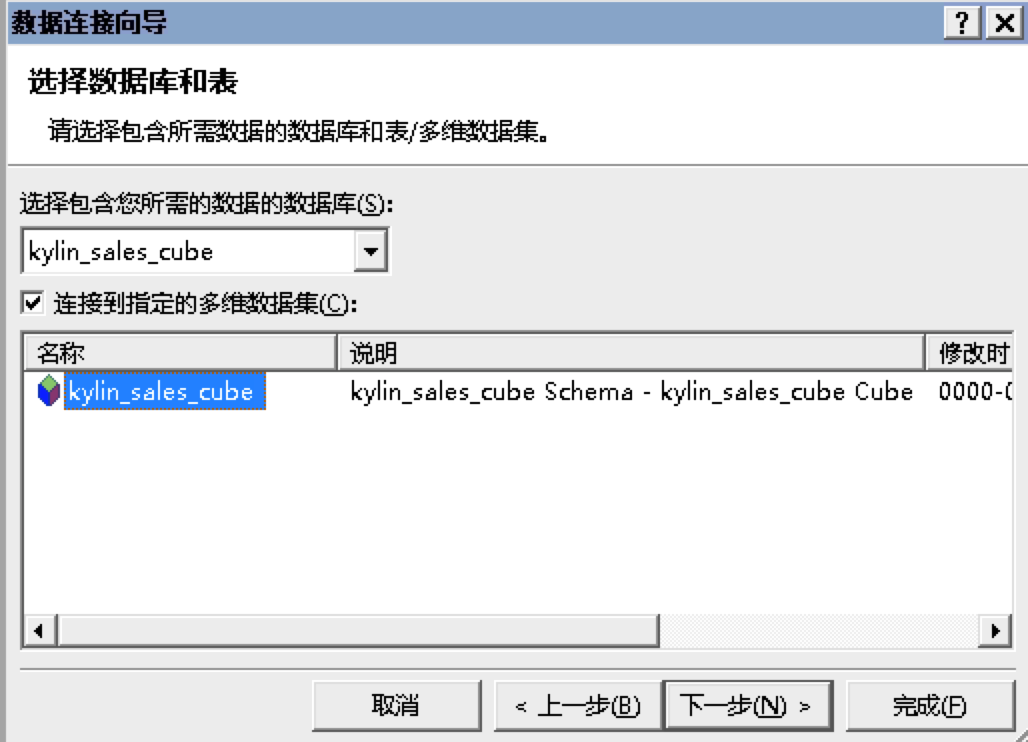 数据连接向导
选择数据库和表
请选择包含所需数据的数据库和表/多维数据集。
选择包含您所需的数据的数据库(S):
kylin_sales_cube
连接到指定的多维数据集(C):
名称 说明 修改时
kylin_sales_cube kylin_sales_cube Schema - kylin_sales_cube Cube 0000-0
取消 < 上一步(B) 下一步(N) > 完成(F)